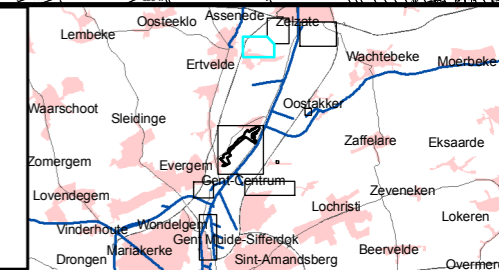 Assenede
Oosteeklo
Zelzate
Lembeke
Wachtebeke
Ertvelde
Moerbeke
Oostakker
Waarschoot
Sleidinge
Zaffelare
Eksaarde
Zomergem
Evergem
Gent-Centrum
Lovendegem
Zeveneken
Lochristi
Lokeren
Vinderhoute
Wondelgem
Gent Muide-Sifferdok
Mariakerke
Beervelde
Drongen
Sint-Amandsberg
Overmere